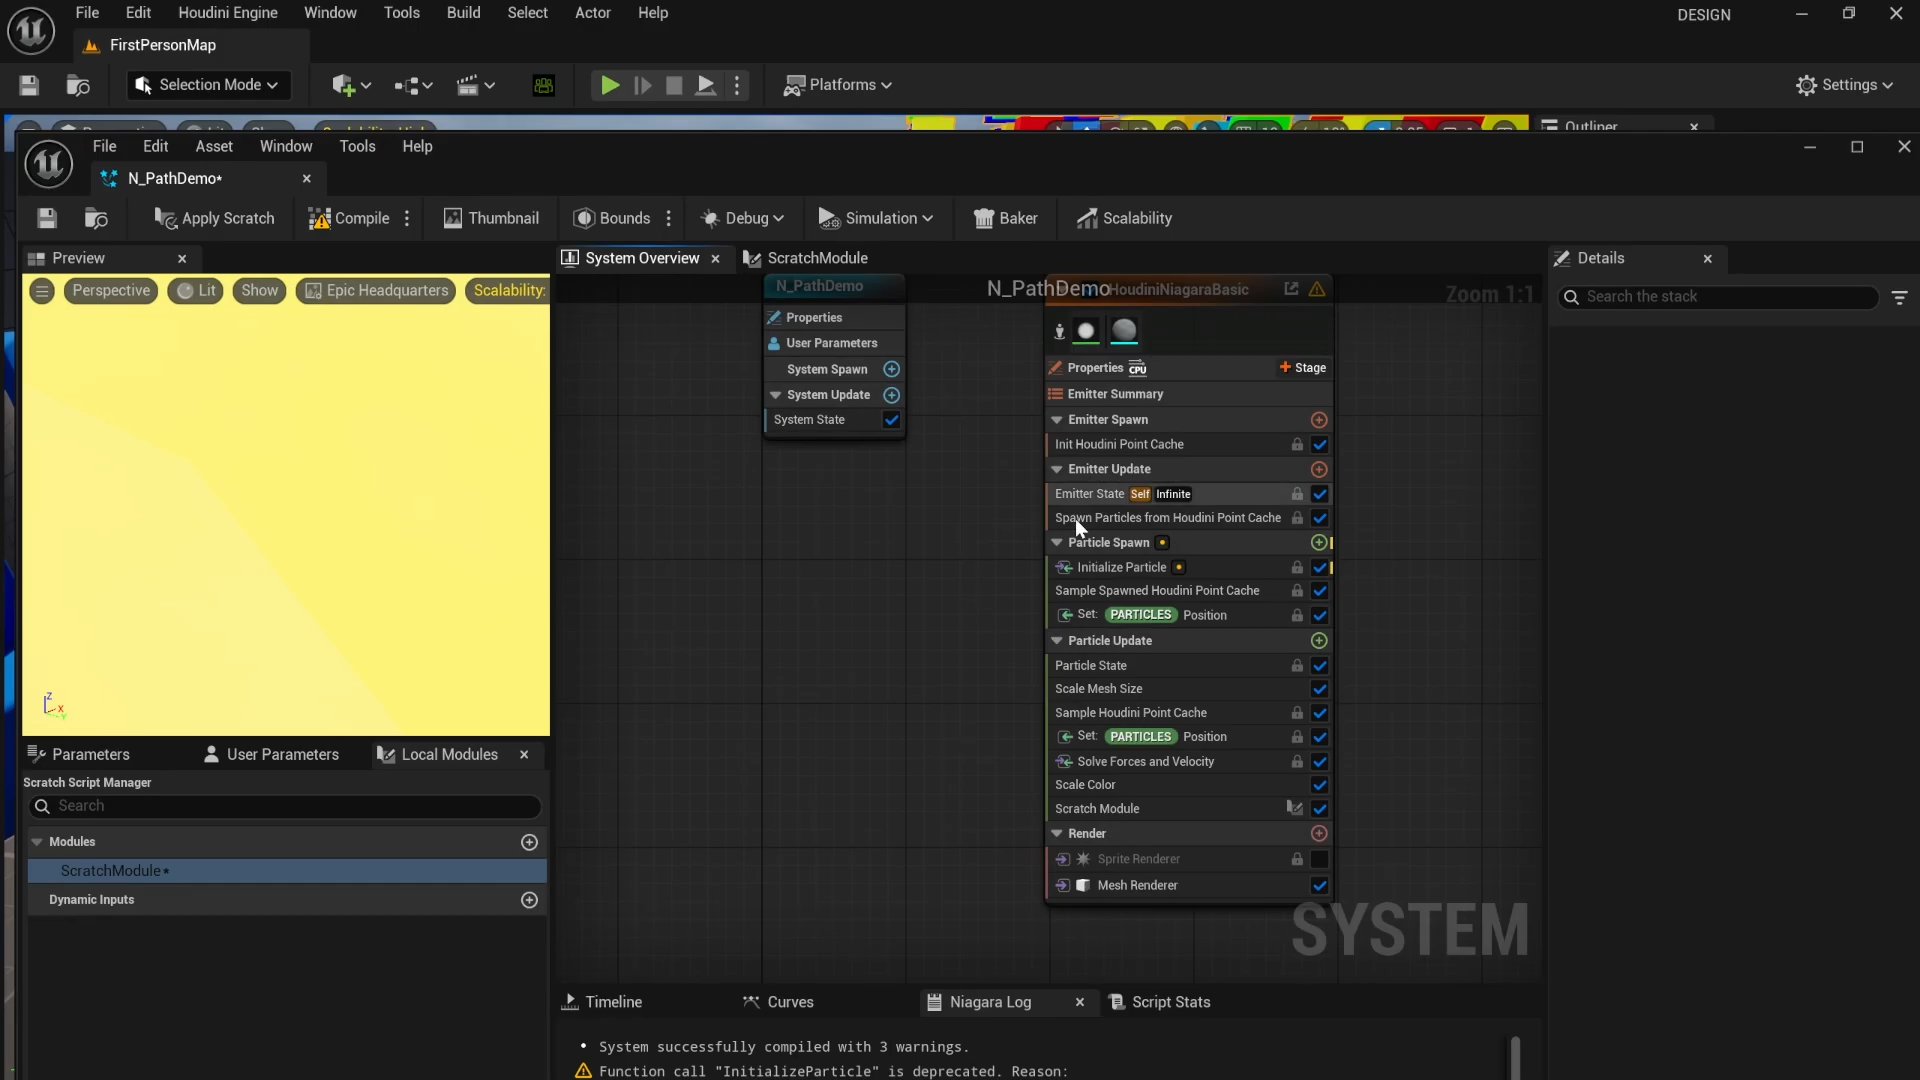 File Edit Houdini Engine Window Tools Build Select Actor Help
DESIGN
FirstPersonMap
Selection Mode
Platforms
Settings
Outliner
File Edit Asset Window Tools Help
N_PathDemo*
Apply Scratch
Compile
Thumbnail
Bounds
Debug
Simulation
Baker
Scalability
Preview
Perspective
Lit
Show
Epic Headquarters
Scalability:
System Overview
ScratchModule
N_PathDemo
Zoom 1:1
N_PathDemo
Properties
User Parameters
System Spawn
System Update
System State
HoudiniNiagaraBasic
Properties CPU
Stage
Emitter Summary
Emitter Spawn
Init Houdini Point Cache
Emitter Update
Emitter State Self Infinite
Spawn Particles from Houdini Point Cache
Particle Spawn
Initialize Particle
Sample Spawned Houdini Point Cache
Set: PARTICLES Position
Particle Update
Particle State
Scale Mesh Size
Sample Houdini Point Cache
Set: PARTICLES Position
Solve Forces and Velocity
Scale Color
Scratch Module
Render
Sprite Renderer
Mesh Renderer
SYSTEM
Details
Search the stack
Z
X
Y
Parameters
User Parameters
Local Modules
Scratch Script Manager
Search
Modules
ScratchModule*
Dynamic Inputs
Timeline
Curves
Niagara Log
Script Stats
• System successfully compiled with 3 warnings.
Function call "InitializeParticle" is deprecated. Reason: